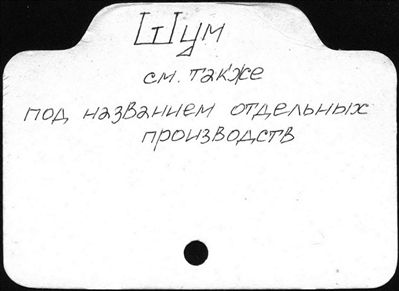 Шум
см. также
под названием отдельных
производств